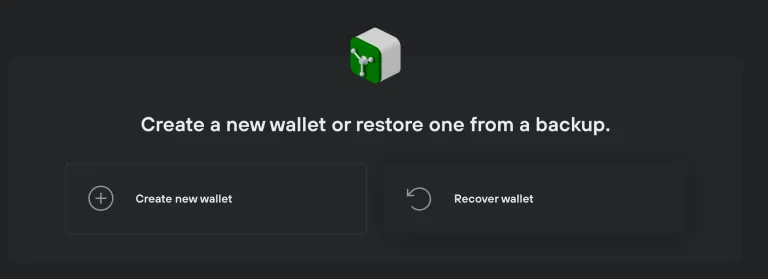 Create a new wallet or restore one from a backup.
Create new wallet
Recover wallet